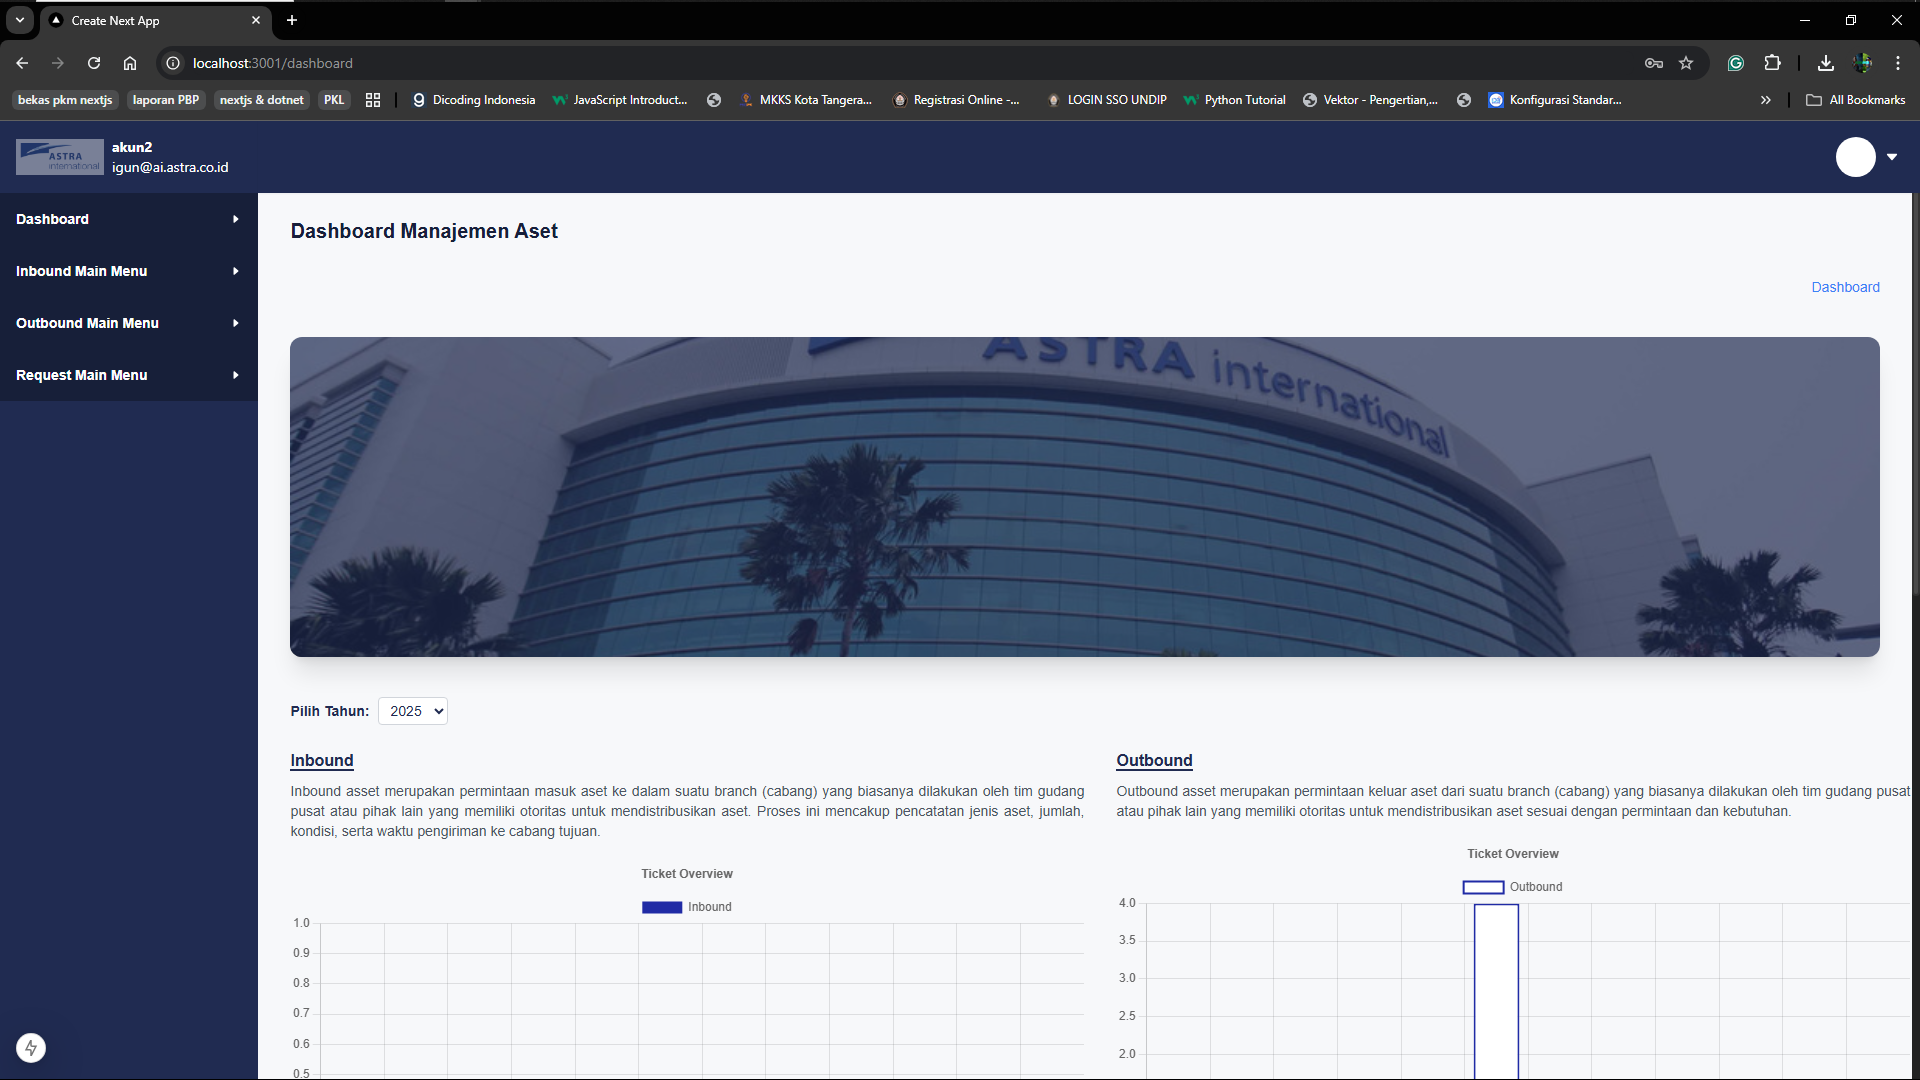 Create Next App
localhost:3001/dashboard
bekas pkm nextjs
laporan PBP
nextjs & dotnet
PKL
Dicoding Indonesia
JavaScript Introduct...
MKKS Kota Tangera...
Registrasi Online -...
LOGIN SSO UNDIP
Python Tutorial
Vektor - Pengertian,...
Konfigurasi Standar...
All Bookmarks
ASTRA
international
akun2
igun@ai.astra.co.id
Dashboard
Inbound Main Menu
Outbound Main Menu
Request Main Menu
Dashboard Manajemen Aset
Dashboard
ASTRA international
Pilih Tahun: 2025
Inbound
Inbound asset merupakan permintaan masuk aset ke dalam suatu branch (cabang) yang biasanya dilakukan oleh tim gudang
pusat atau pihak lain yang memiliki otoritas untuk mendistribusikan aset. Proses ini mencakup pencatatan jenis aset, jumlah,
kondisi, serta waktu pengiriman ke cabang tujuan.
Ticket Overview
Inbound
1.0
0.9
0.8
0.7
0.6
0.5
Outbound
Outbound asset merupakan permintaan keluar aset dari suatu branch (cabang) yang biasanya dilakukan oleh tim gudang pusat
atau pihak lain yang memiliki otoritas untuk mendistribusikan aset sesuai dengan permintaan dan kebutuhan.
Ticket Overview
Outbound
4.0
3.5
3.0
2.5
2.0